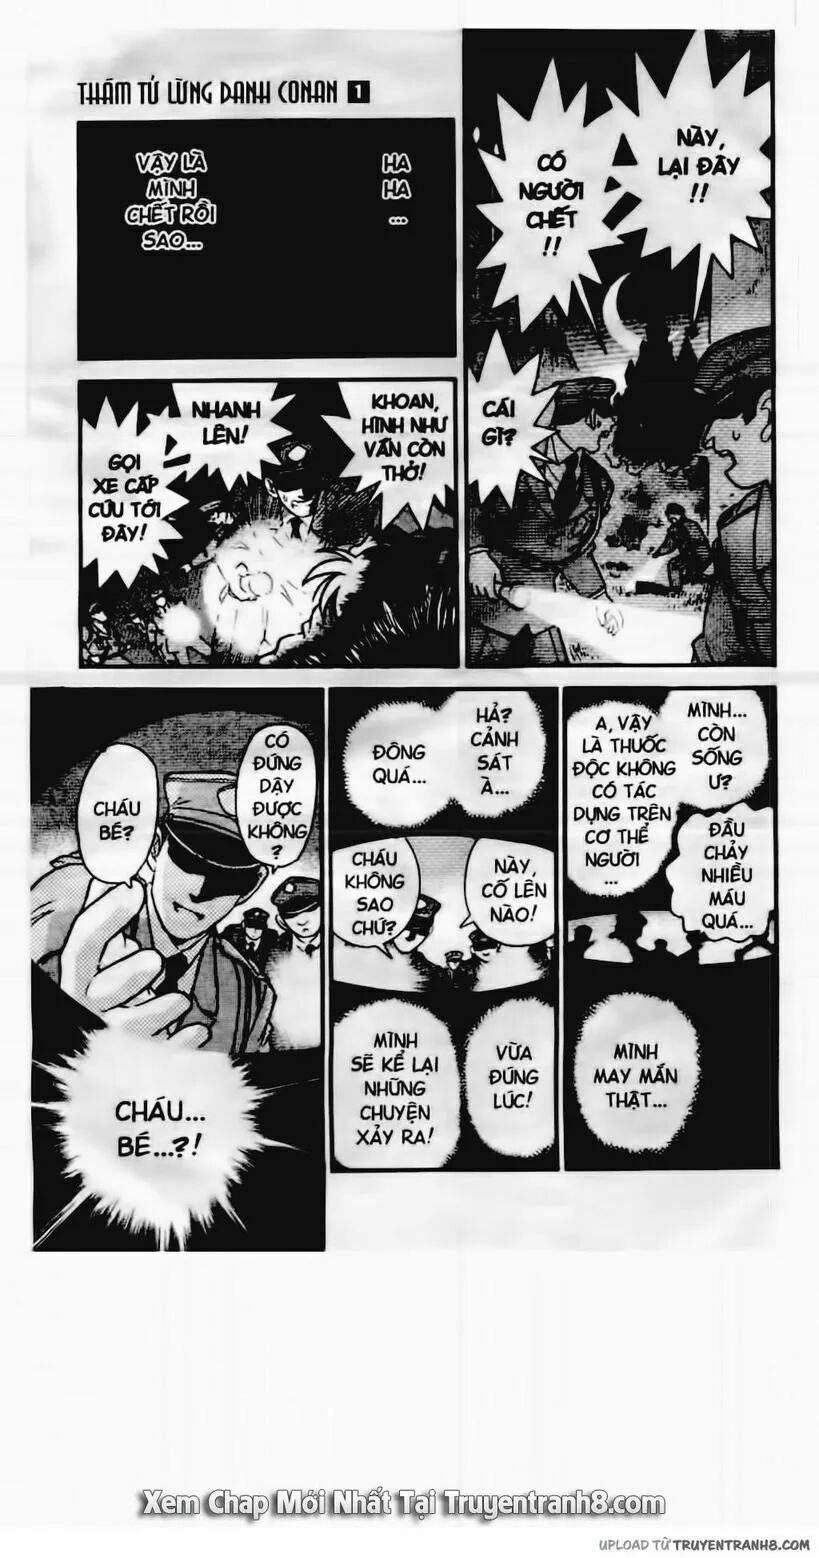 THÁM TỬ LỪNG DANH CONAN 1
NÀY,
LẠI ĐÂY
!!
CÓ
NGƯỜI
CHẾT
!!
CÁI
GÌ?
HA
HA
...
VẬY LÀ
MÌNH
CHẾT RỒI
SAO...
KHOAN,
HÌNH NHƯ
VẪN CÒN
THỞ!
NHANH
LÊN!
GỌI
XE CẤP
CỨU TỚI
ĐÂY!
MÌNH...
CÒN
SỐNG
Ư?
A, VẬY
LÀ THUỐC
ĐỘC KHÔNG
CÓ TÁC
DỤNG TRÊN
CƠ THỂ
NGƯỜI
...
ĐẦU
CHẢY
NHIỀU
MÁU
QUÁ...
MÌNH
MAY MẮN
THẬT...
HẢ?
CẢNH
SÁT
À...
ĐÔNG
QUÁ...
NÀY,
CỐ LÊN
NÀO!
CHÁU
KHÔNG
SAO
CHỨ?
VỪA
ĐÚNG
LÚC!
MÌNH
SẼ KỂ LẠI
NHỮNG
CHUYỆN
XẢY RA!
CÓ
ĐỨNG
DẬY
ĐƯỢC
KHÔNG
?
CHÁU
BÉ?
CHÁU...
BÉ...?!
Xem Chap Mới Nhất Tại Truyentranh8.com
UPLOAD TỪ TRUYENTRANH8.COM